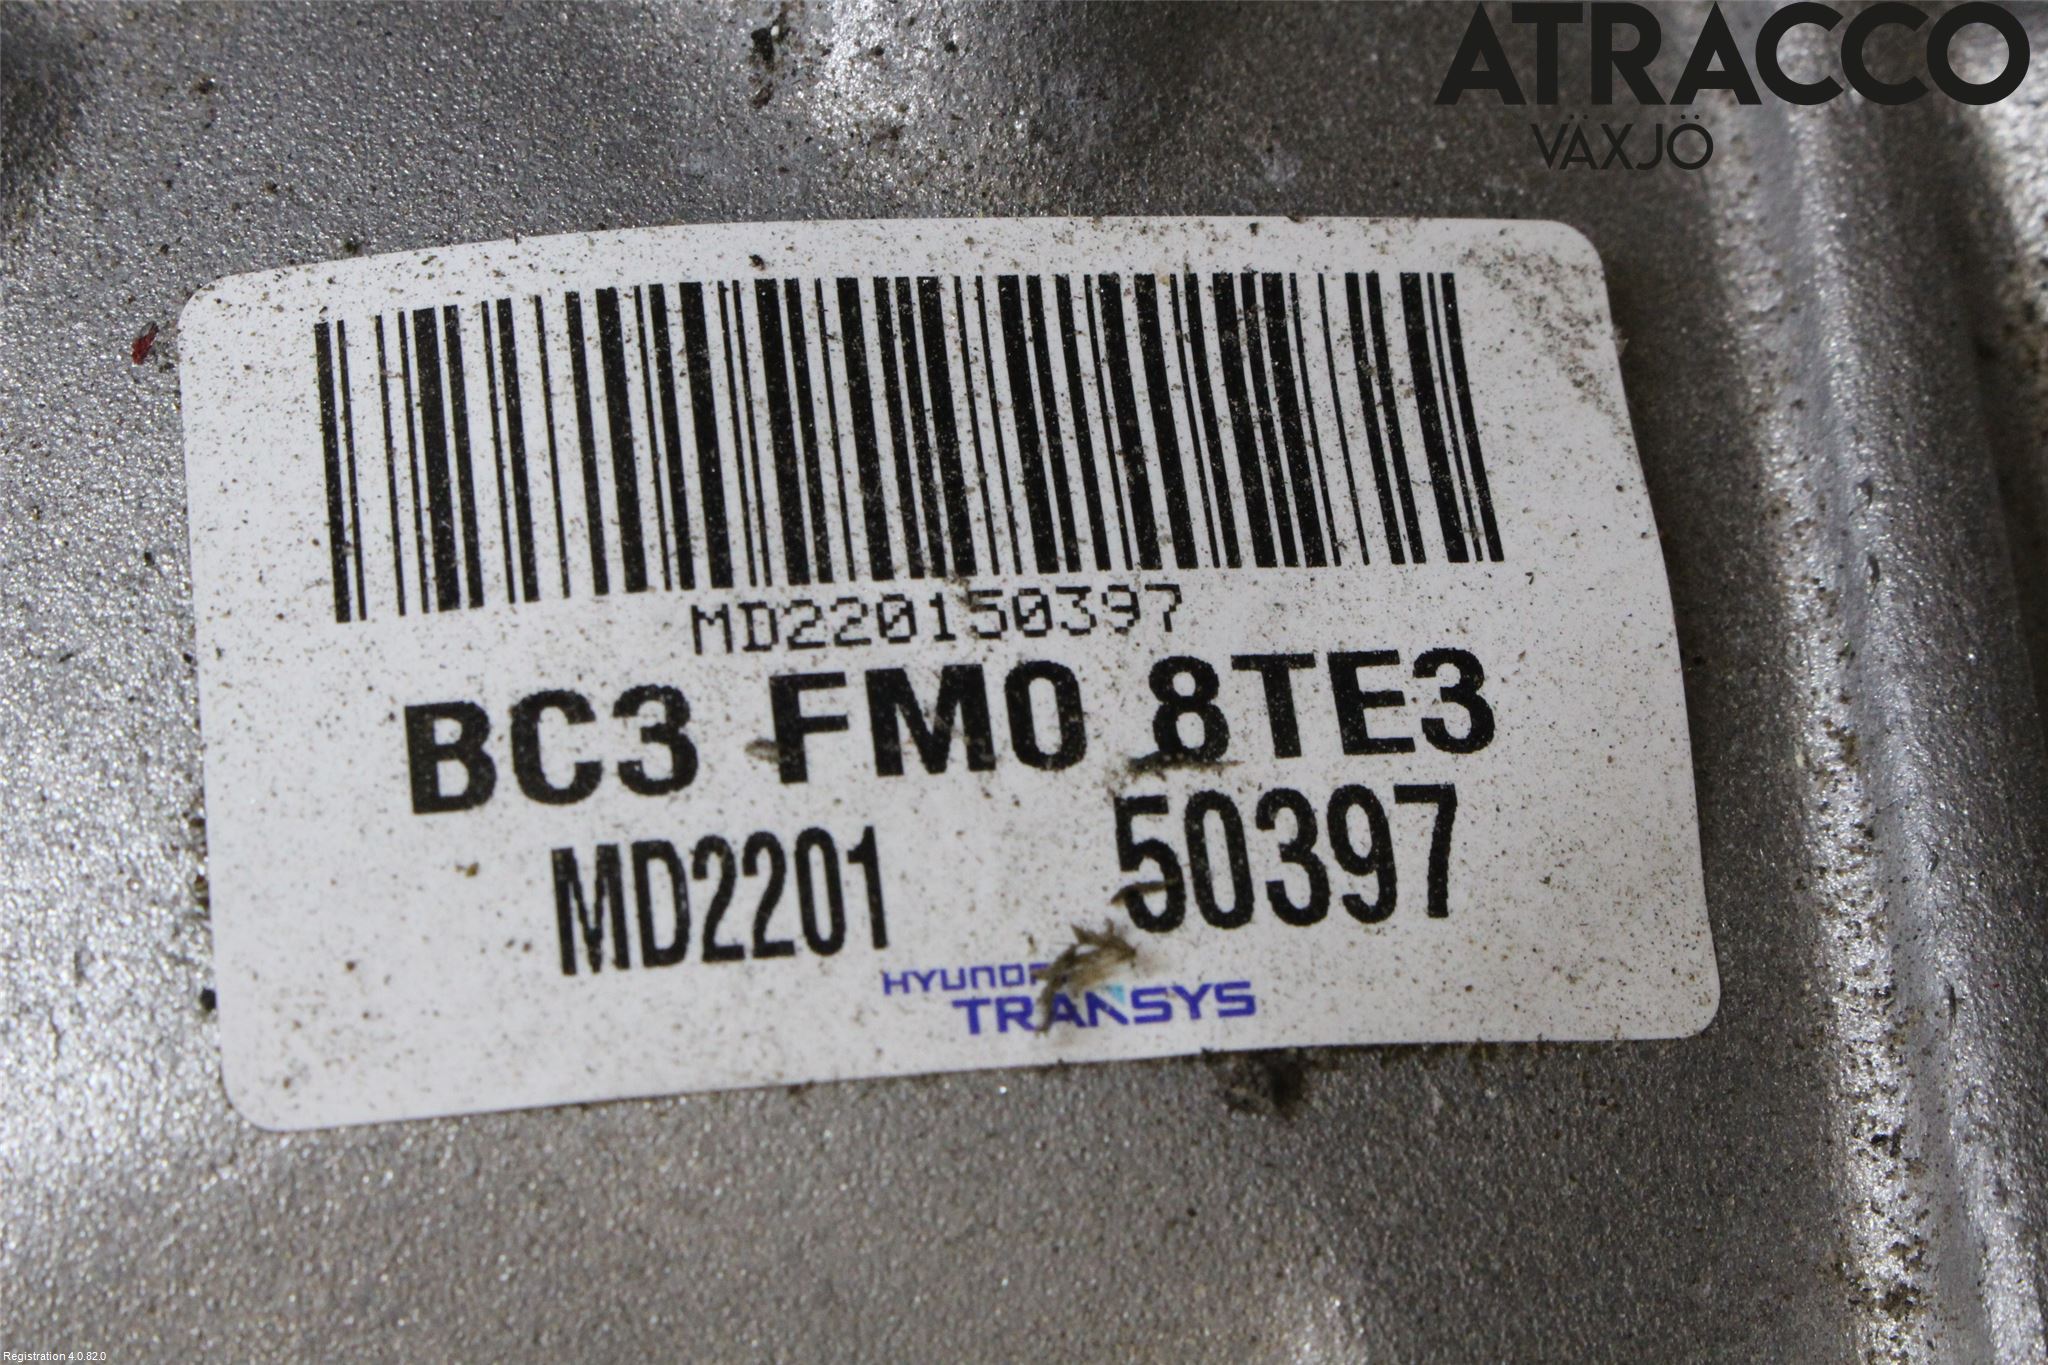 ATRACCO
VÄXJÖ
MD220150397
BC3 FM0 8TE3
MD2201 50397
TRANSYS
Registration 4.0.82.0